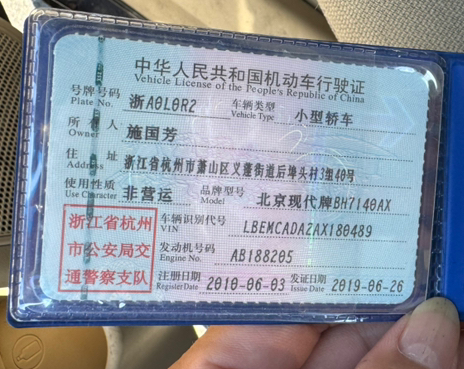 中华人民共和国机动车行驶证
Vehicle License of the People's Republic of China
号牌号码 浙A0L0R2 车辆类型 小型轿车
Plate No. Vehicle Type
所有人 施国芳
Owner
住址 浙江省杭州市萧山区义蓬街道后埠头村3组40号
Address
使用性质 非营运 品牌型号 北京现代牌BH7140AX
Use Character Model
浙江省杭州
市公安局交
通警察支队
车辆识别代号 LBEMCADA2AX180489
VIN
发动机号码 AB188205
Engine No.
注册日期 2010-06-03 发证日期 2019-06-26
Register Date Issue Date